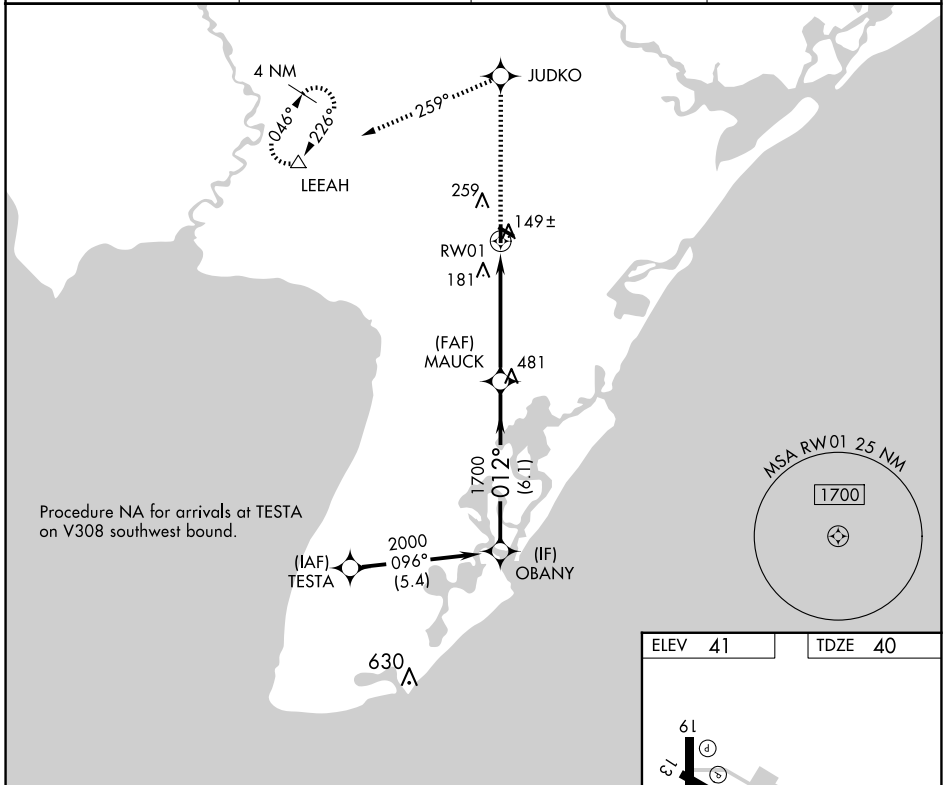 4 NM
JUDKO
046°
226°
259°
LEEAH
259
149±
RW01
181
(FAF)
MAUCK
481
1700
012°
(6.1)
MSA RW01 25 NM
1700
Procedure NA for arrivals at TESTA
on V308 southwest bound.
2000
096°
(5.4)
(IAF)
TESTA
(IF)
OBANY
630
ELEV 41
TDZE 40
19
13
P
P